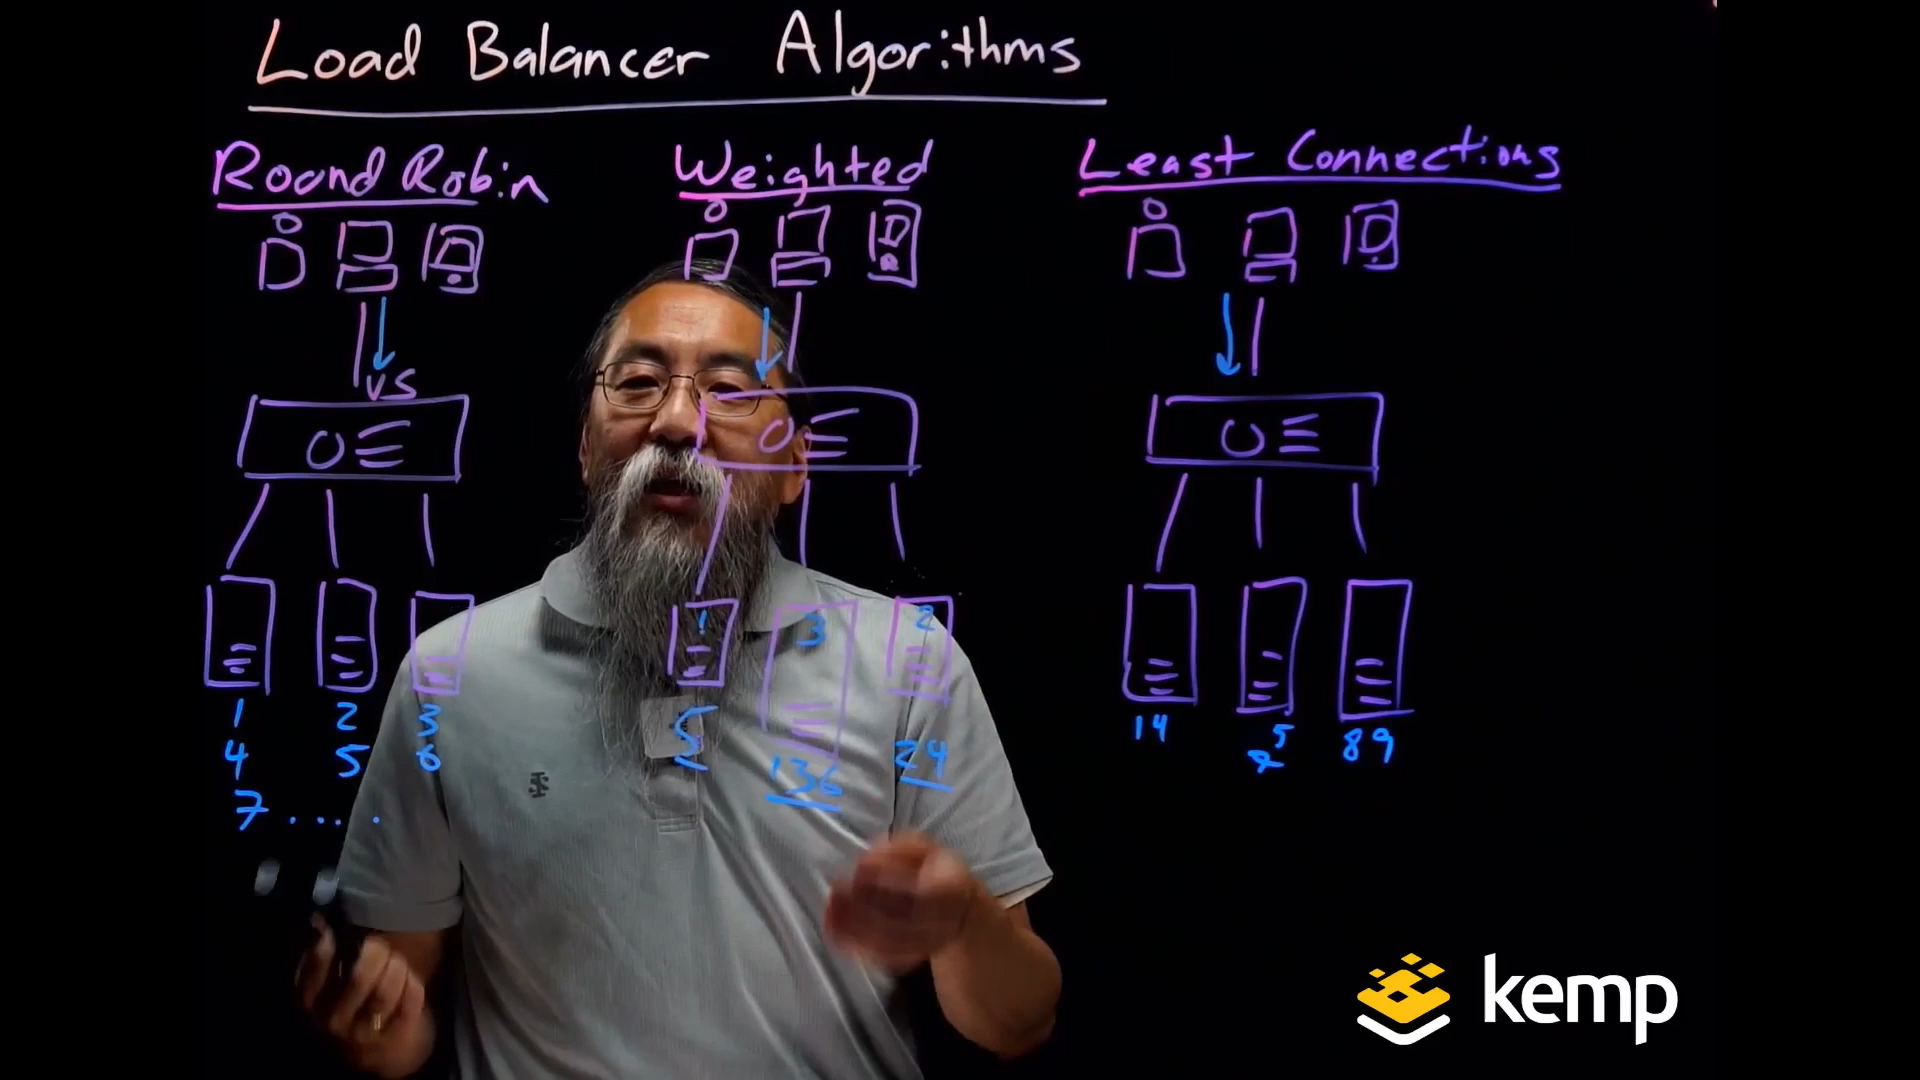 Load Balancer Algorithms
Round Robin
Weighted
Least Connections
VS
1 3 2
1 2 3
4 5 6
7 .....
5 136 24
14 5 89
kemp